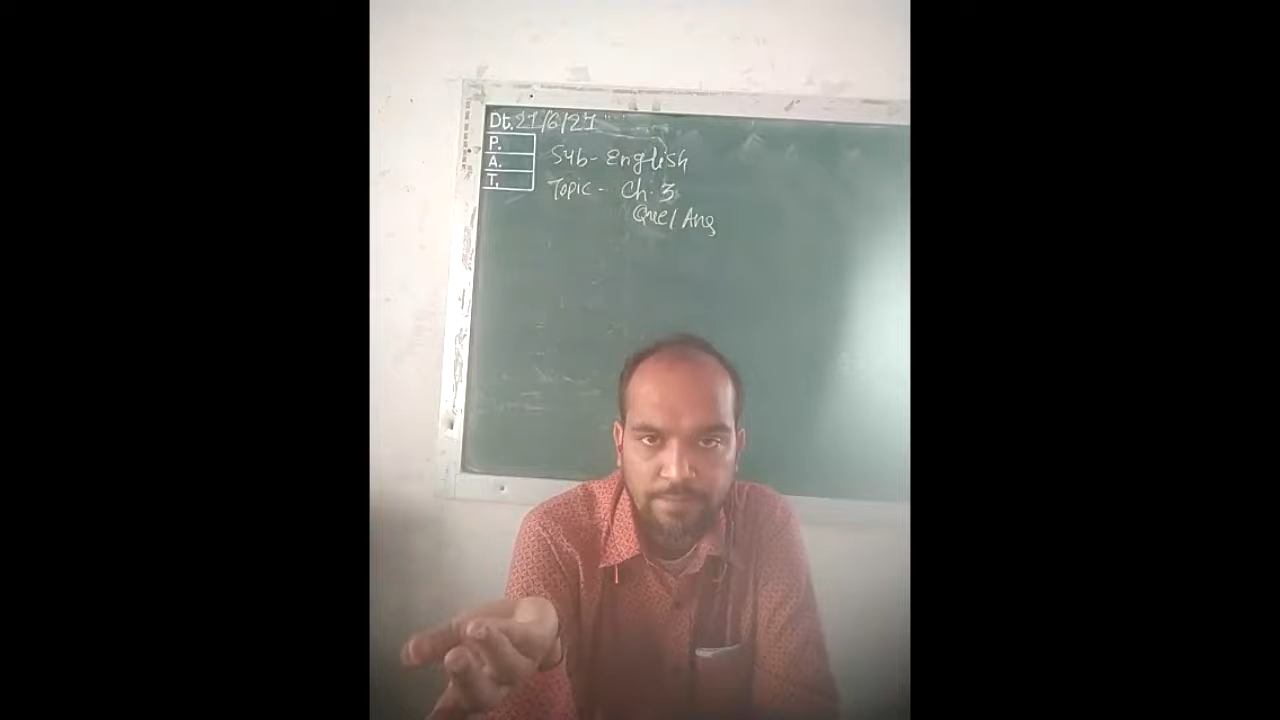 Dt. 21/6/21
P.
A.
T.
Sub- English
Topic - Ch. 3
Que/Ans